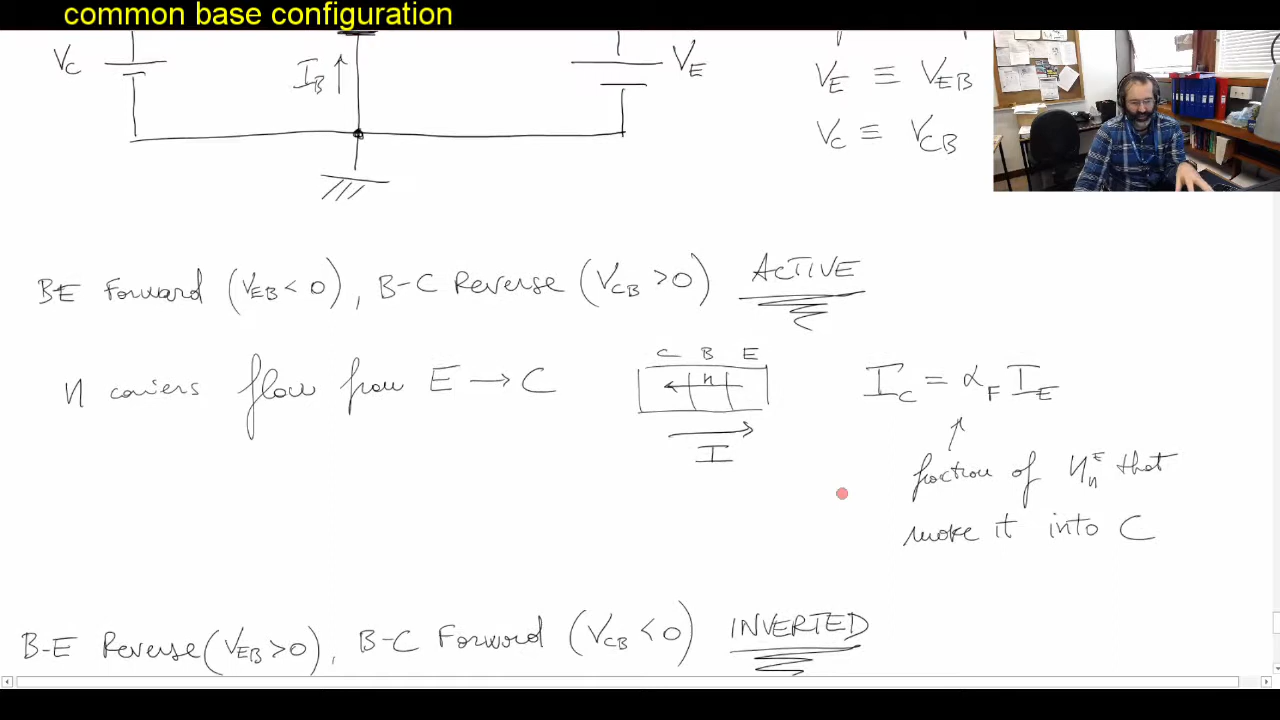 common base configuration
V_C
I_B ↑
V_E
V_E ≡ V_EB
V_C ≡ V_CB
BE Forward (V_EB < 0), B-C Reverse (V_CB > 0) ACTIVE
n carriers flow from E → C
C B E
n
I
I_C = α_F I_E
fraction of n_n^E that
make it into C
B-E Reverse (V_EB > 0), B-C Forward (V_CB < 0) INVERTED